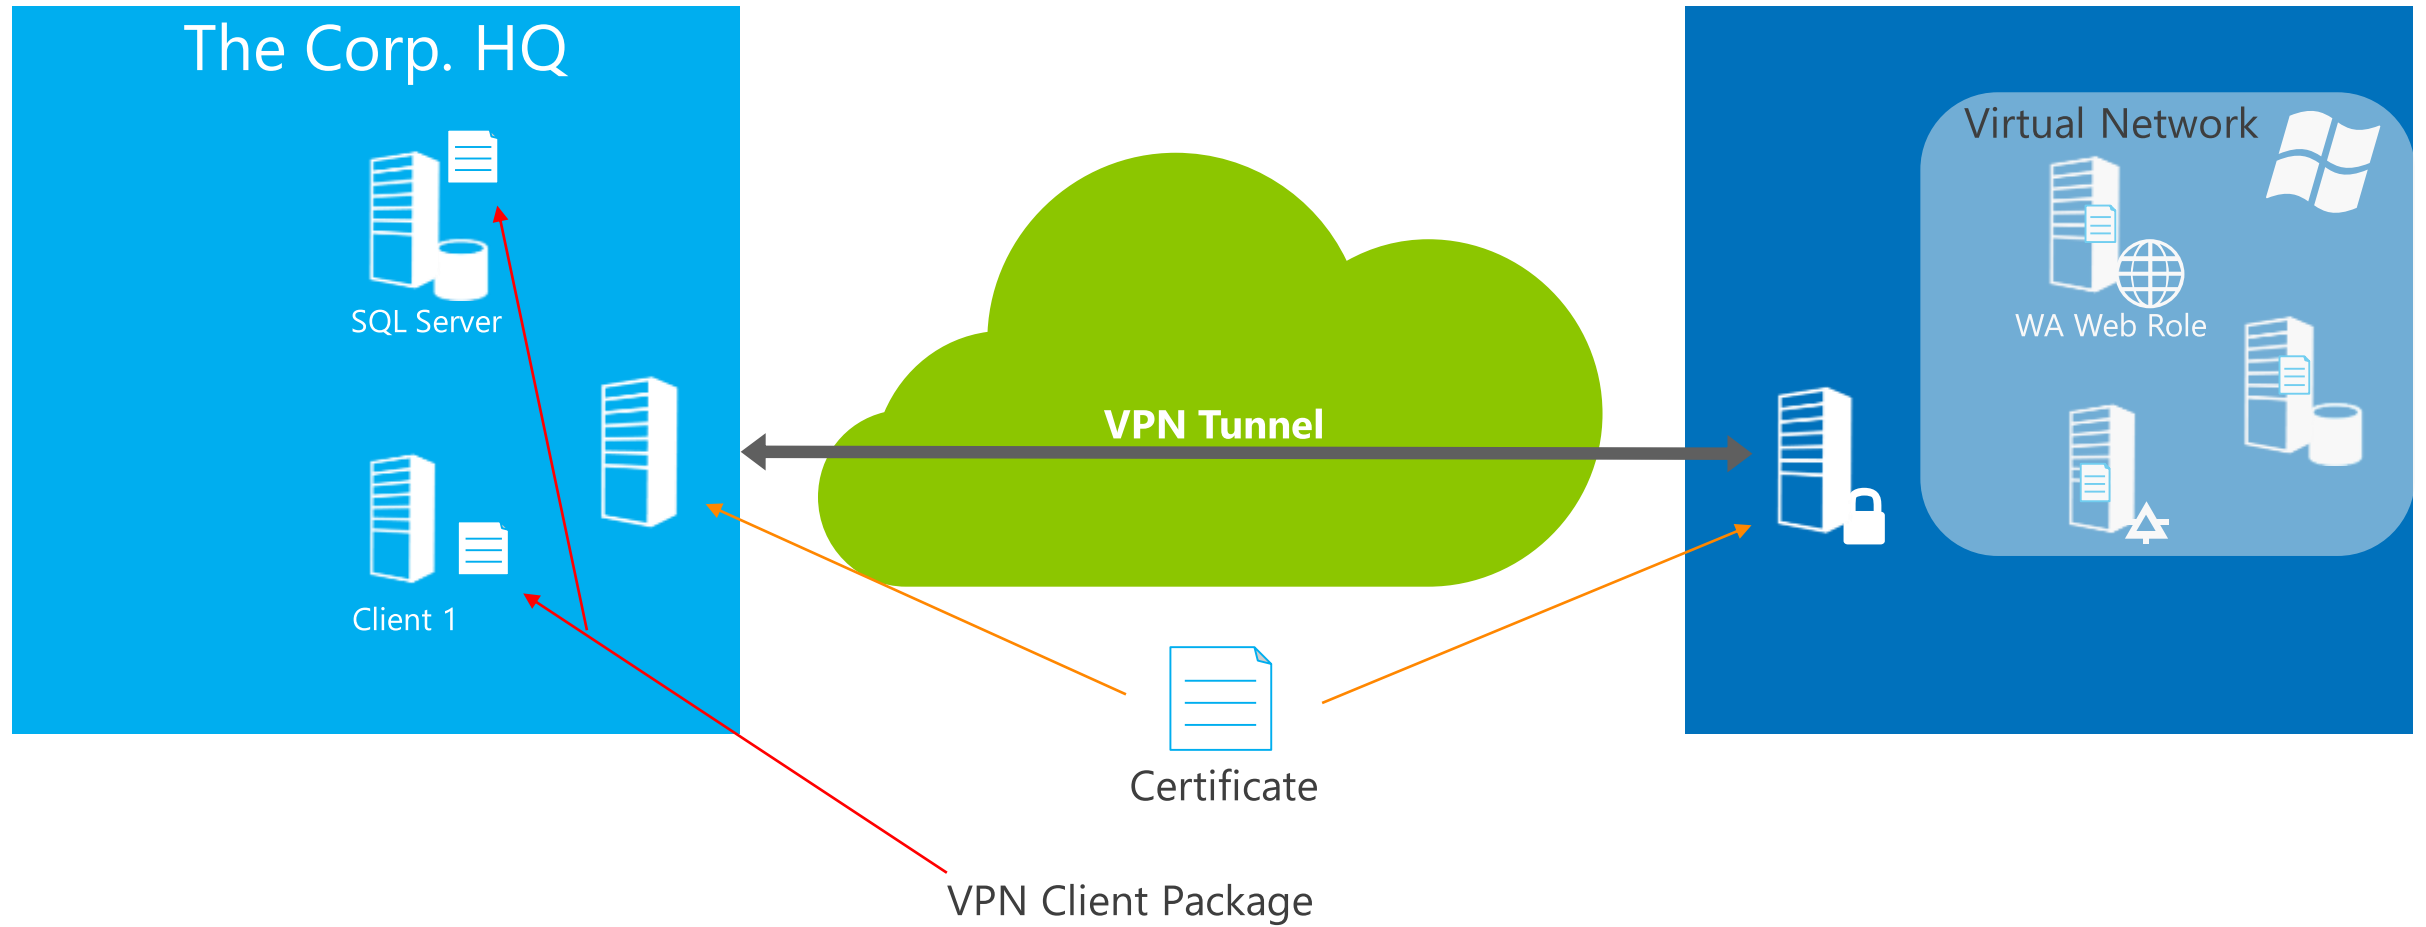 The Corp. HQ
SQL Server
Client 1
VPN Tunnel
Virtual Network
WA Web Role
Certificate
VPN Client Package